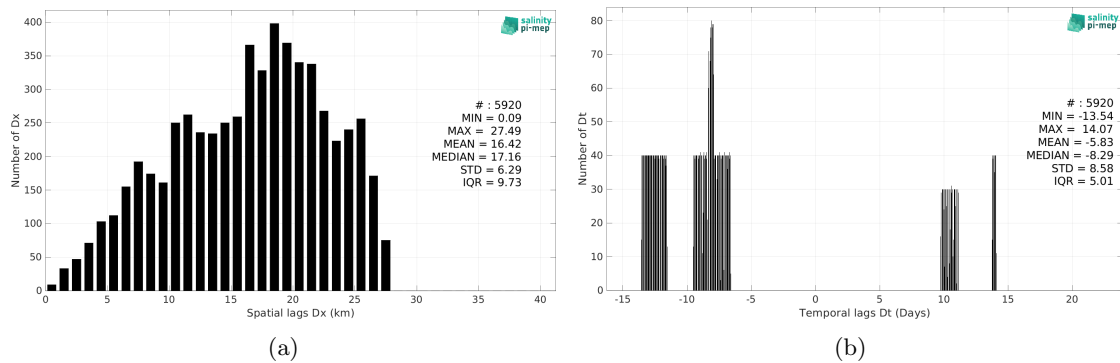 400
350
300
250
200
150
100
50
0
Number of Dx
0 5 10 15 20 25 30 35 40
Spatial lags Dx (km)
salinity
pi-mep
# : 5920
MIN = 0.09
MAX = 27.49
MEAN = 16.42
MEDIAN = 17.16
STD = 6.29
IQR = 9.73
(a)
80
70
60
50
40
30
20
10
0
Number of Dt
-15 -10 -5 0 5 10 15 20
Temporal lags Dt (Days)
salinity
pi-mep
# : 5920
MIN = -13.54
MAX = 14.07
MEAN = -5.83
MEDIAN = -8.29
STD = 8.58
IQR = 5.01
(b)